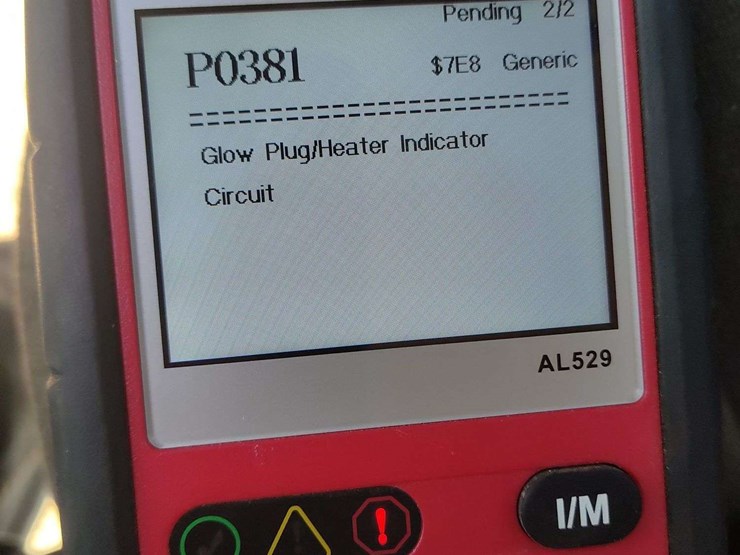 Pending 2/2
P0381 $7E8 Generic
============================
Glow Plug/Heater Indicator
Circuit
AL529
I/M